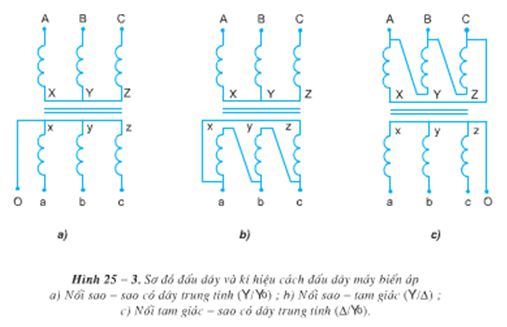 A B C
X Y Z
x y z
O a b c
a)
A B C
X Y Z
x y z
a b c
b)
A B C
X Y Z
x y z
a b c O
c)
Hình 25 – 3. Sơ đồ đấu dây và kí hiệu cách đấu dây máy biến áp
a) Nối sao – sao có dây trung tính (Y/Y₀) ; b) Nối sao – tam giác (Y/Δ) ;
c) Nối tam giác – sao có dây trung tính (Δ/Y₀).